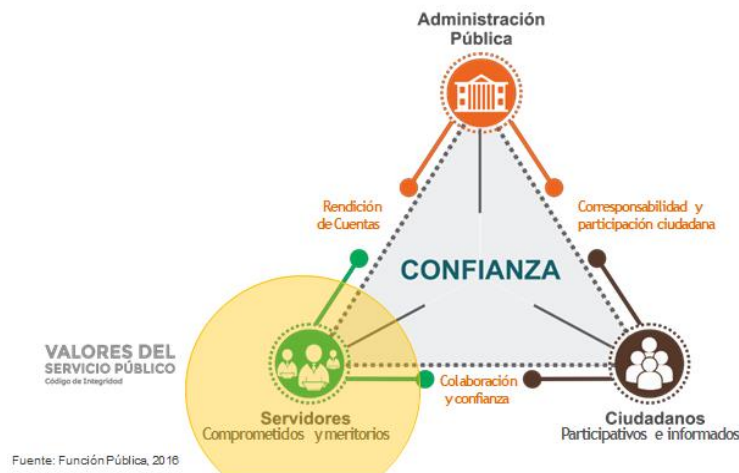 Administración
Pública
Rendición
de Cuentas
Corresponsabilidad y
participación ciudadana
CONFIANZA
VALORES DEL
SERVICIO PÚBLICO
Código de Integridad
Colaboración
y confianza
Servidores
Comprometidos y meritorios
Ciudadanos
Participativos e informados
Fuente: Función Pública, 2016